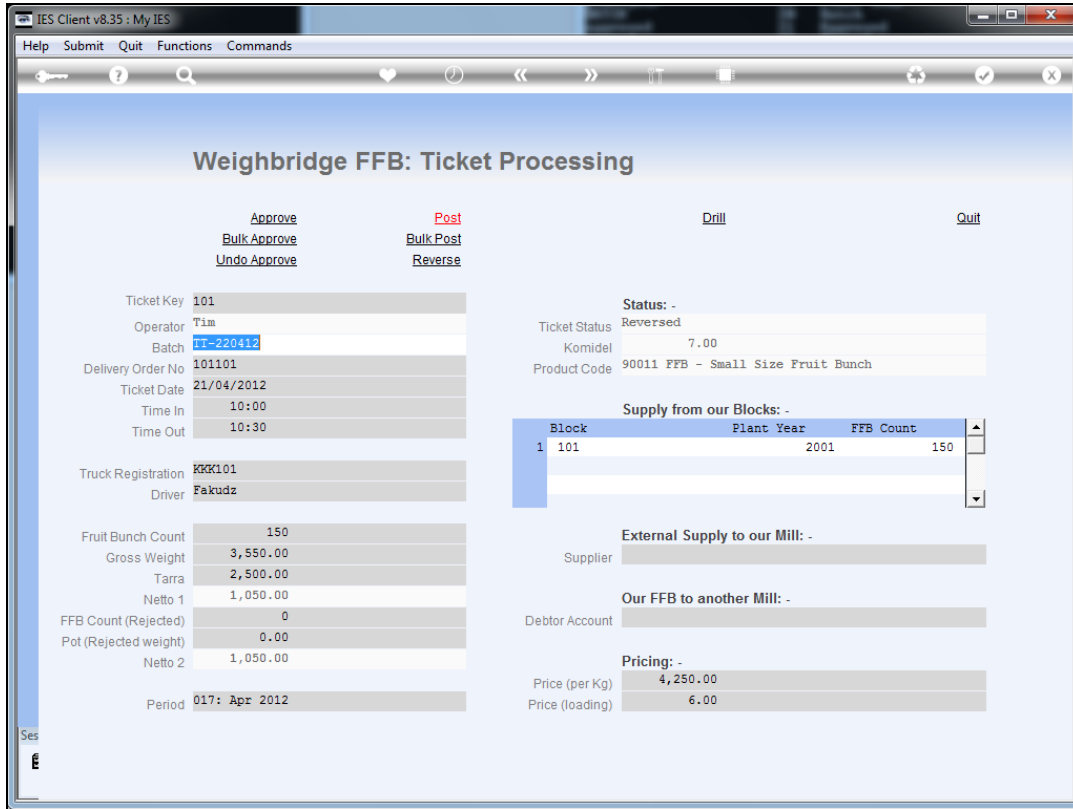 IES Client v8.35 : My IES
Help Submit Quit Functions Commands
Weighbridge FFB: Ticket Processing
Approve Post Drill Quit
Bulk Approve Bulk Post
Undo Approve Reverse
Ticket Key 101
Operator Tim
Batch TT-220412
Delivery Order No 101101
Ticket Date 21/04/2012
Time In 10:00
Time Out 10:30
Truck Registration KKK101
Driver Fakudz
Fruit Bunch Count 150
Gross Weight 3,550.00
Tarra 2,500.00
Netto 1 1,050.00
FFB Count (Rejected) 0
Pot (Rejected weight) 0.00
Netto 2 1,050.00
Period 017: Apr 2012
Status: -
Ticket Status Reversed
Komidel 7.00
Product Code 90011 FFB - Small Size Fruit Bunch
Supply from our Blocks: -
Block Plant Year FFB Count
1 101 2001 150
External Supply to our Mill: -
Supplier
Our FFB to another Mill: -
Debtor Account
Pricing: -
Price (per Kg) 4,250.00
Price (loading) 6.00
Ses